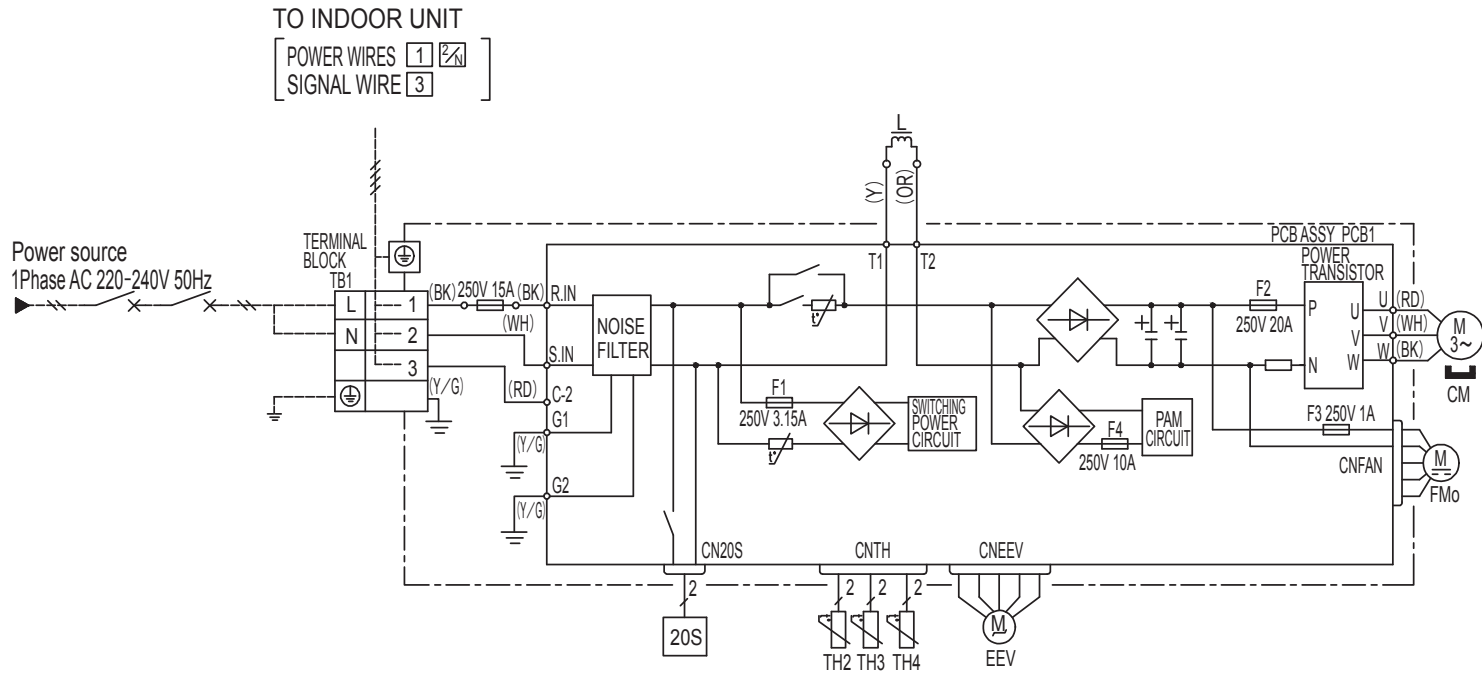 TO INDOOR UNIT
POWER WIRES 1 2/N
SIGNAL WIRE 3
L
(Y)
(OR)
Power source
1Phase AC 220-240V 50Hz
TERMINAL
BLOCK
TB1
L
N
1
2
3
(BK) 250V 15A (BK)
R.IN
(WH)
S.IN
(Y/G)
(RD)
C-2
G1
(Y/G)
G2
(Y/G)
NOISE
FILTER
T1
T2
t°
F1
250V 3.15A
t°
SWITCHING
POWER
CIRCUIT
F4
250V 10A
PAM
CIRCUIT
+
+
PCB ASSY PCB1
POWER
TRANSISTOR
F2
250V 20A
P
N
U
V
W
U (RD)
V (WH)
W (BK)
M
3~
CM
F3 250V 1A
CNFAN
M
FMo
CN20S
CNTH
CNEEV
2
2
2
2
20S
t°
t°
t°
TH2
TH3
TH4
M
EEV